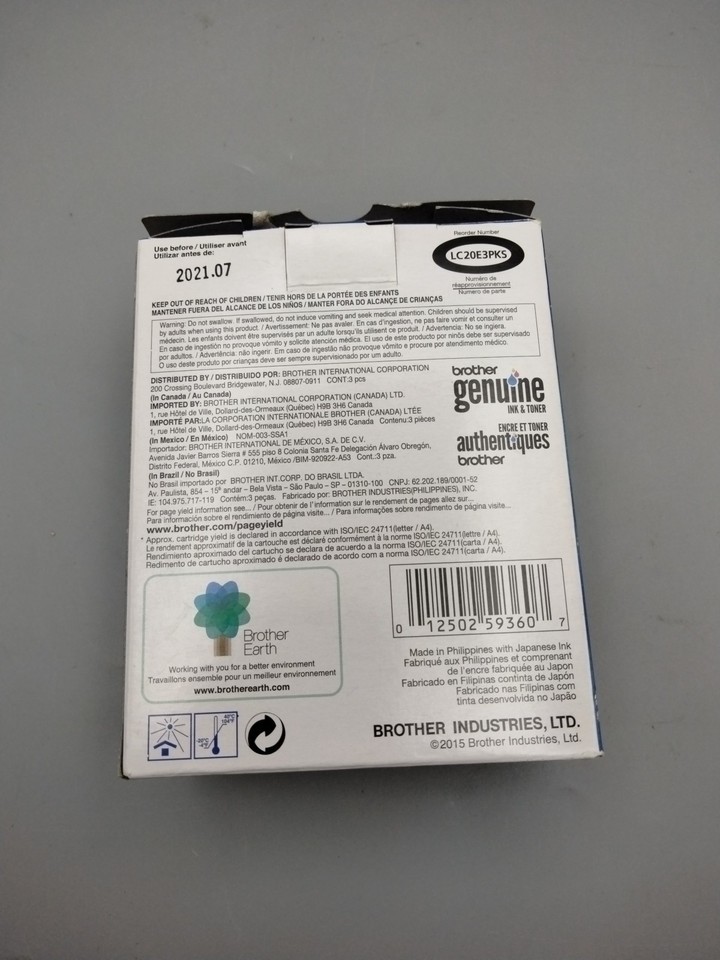 Use before / Utiliser avant
Utilizar antes de:
2021.07
Reorder Number
LC20E3PKS
Numéro de
réapprovisionnement
Numero de parte
KEEP OUT OF REACH OF CHILDREN / TENIR HORS DE LA PORTÉE DES ENFANTS
MANTENER FUERA DEL ALCANCE DE LOS NIÑOS / MANTER FORA DO ALCANÇE DE CRIANÇAS
Warning: Do not swallow. If swallowed, do not induce vomiting and seek medical attention. Children should be supervised
by adults when using this product. / Avertissement: Ne pas avaler. En cas d'ingestion, ne pas faire vomir et consulter un
médecin. Les enfants doivent être supervisés par un adulte lorsqu'ils utilisent ce produit. / Advertencia: No se ingiera.
En caso de ingestión no provoque vómito y solicite atención médica. El uso de este producto por niños debe ser supervisado
por adultos. / Advertência: não ingerir. Em caso de ingestão não provoque vômito e procure por atendimento médico.
O uso deste produto por crianças deve ser sempre supervisionado por um adulto.
DISTRIBUTED BY / DISTRIBUIDO POR: BROTHER INTERNATIONAL CORPORATION
200 Crossing Boulevard Bridgewater, N.J. 08807-0911 CONT:3 pcs
(In Canada / Au Canada)
IMPORTED BY: BROTHER INTERNATIONAL CORPORATION (CANADA) LTD.
1, rue Hôtel de Ville, Dollard-des-Ormeaux (Québec) H9B 3H6 Canada
IMPORTÉ PAR:LA CORPORATION INTERNATIONALE BROTHER (CANADA) LTÉE
1, rue Hôtel de Ville, Dollard-des-Ormeaux (Québec) H9B 3H6 Canada Contenu:3 pièces
(In Mexico / En México) NOM-003-SSA1
Importador: BROTHER INTERNATIONAL DE MÉXICO, S.A. DE C.V.
Avenida Javier Barros Sierra # 555 piso 8 Colonia Santa Fe Delegación Álvaro Obregón,
Distrito Federal, México C.P. 01210, México /BIM-920922-A53 Cont.:3 pza.
(In Brazil / No Brasil)
No Brasil importado por BROTHER INT.CORP. DO BRASIL LTDA.
Av. Paulista, 854 – 15º andar – Bela Vista – São Paulo – SP – 01310-100 CNPJ: 62.202.189/0001-52
IE: 104.975.717-119 Contém:3 peças. Fabricado por: BROTHER INDUSTRIES(PHILIPPINES), INC.
For page yield information see... / Pour obtenir de l'information sur le rendement de pages allez sur...
Para información sobre el rendimiento de página visite... / Para informações sobre rendimento de página visite...
www.brother.com/pageyield
* Approx. cartridge yield is declared in accordance with ISO/IEC 24711(letter / A4).
Le rendement approximatif de la cartouche est déclaré conformément à la norme ISO/IEC 24711(lettre / A4).
Rendimiento aproximado del cartucho se declara de acuerdo a la norma ISO/IEC 24711(carta / A4).
Redimento de cartucho aproximado é declarado de acordo com a norma ISO/IEC 24711(carta / A4).
brother
genuine
INK & TONER
ENCRE ET TONER
authentiques
brother
Brother
Earth
Working with you for a better environment
Travaillons ensemble pour un meilleur environnement
www.brotherearth.com
0 12502 59360 7
Made in Philippines with Japanese Ink
Fabriqué aux Philippines et comprenant
de l'encre fabriquée au Japon
Fabricado en Filipinas continta de Japón
Fabricado nas Filipinas com
tinta desenvolvida no Japão
40°C
104°F
-20°C
-4°F
BROTHER INDUSTRIES, LTD.
©2015 Brother Industries, Ltd.